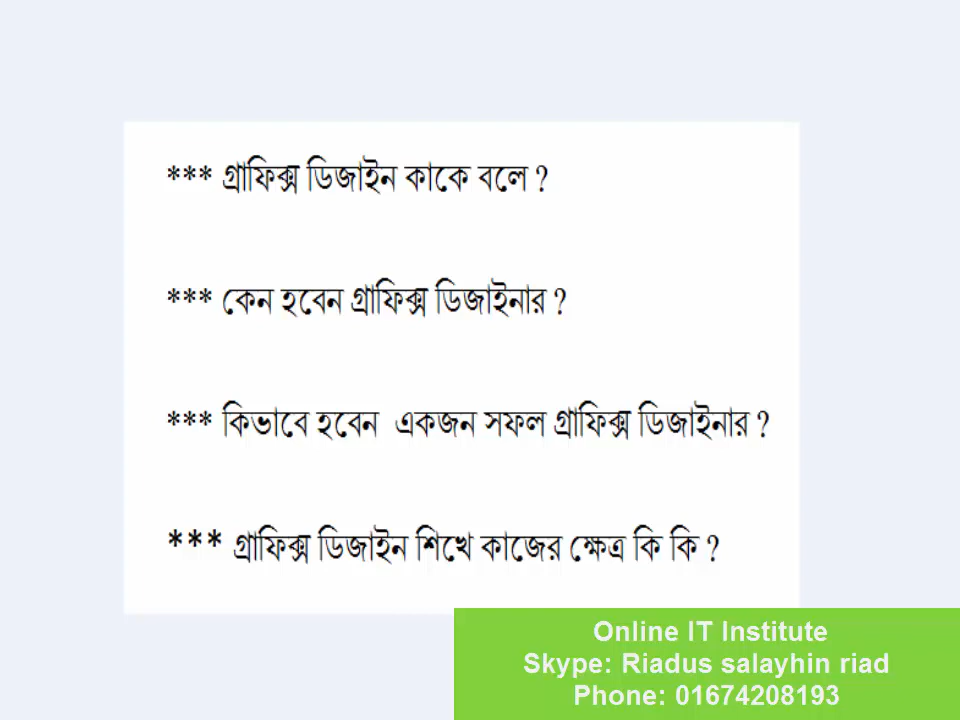 *** গ্রাফিক্স ডিজাইন কাকে বলে ?
*** কেন হবেন গ্রাফিক্স ডিজাইনার ?
*** কিভাবে হবেন একজন সফল গ্রাফিক্স ডিজাইনার ?
*** গ্রাফিক্স ডিজাইন শিখে কাজের ক্ষেত্র কি কি ?
Online IT Institute
Skype: Riadus salayhin riad
Phone: 01674208193